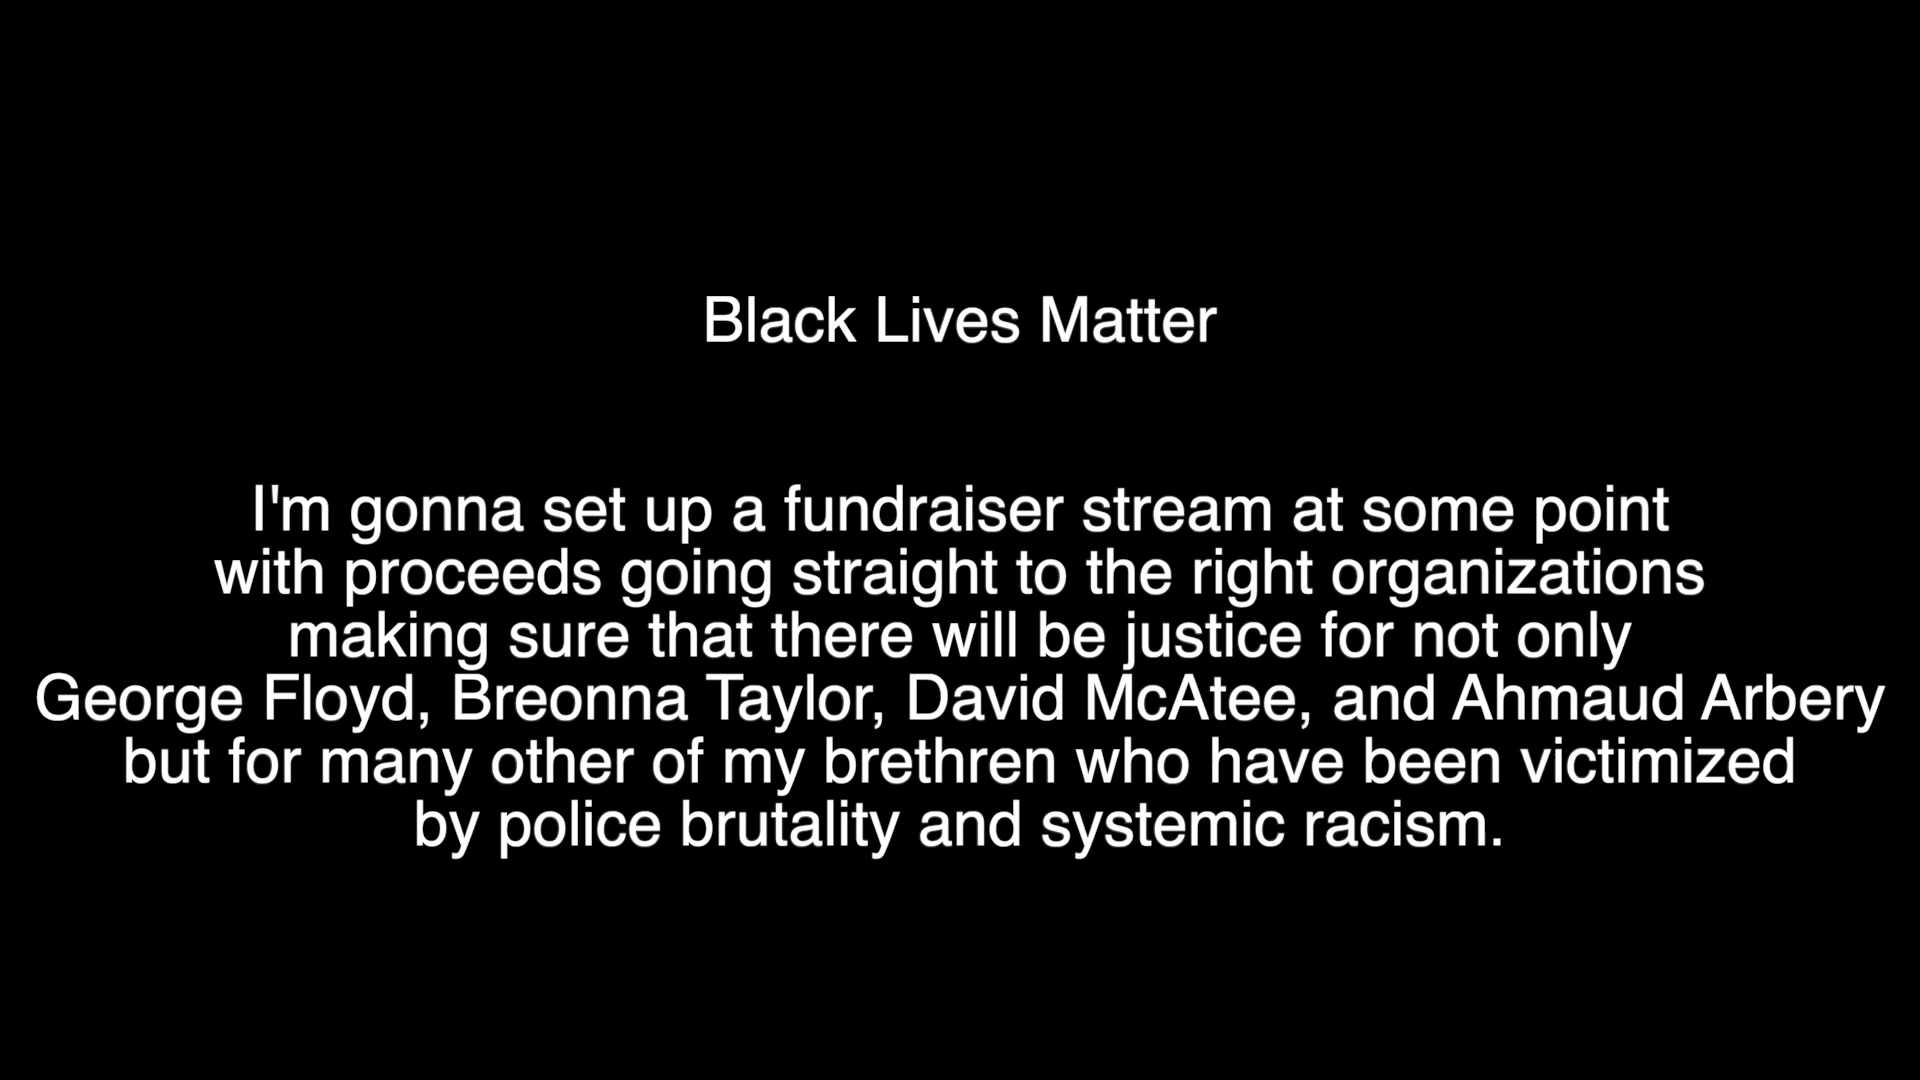 Black Lives Matter
I'm gonna set up a fundraiser stream at some point
with proceeds going straight to the right organizations
making sure that there will be justice for not only
George Floyd, Breonna Taylor, David McAtee, and Ahmaud Arbery
but for many other of my brethren who have been victimized
by police brutality and systemic racism.